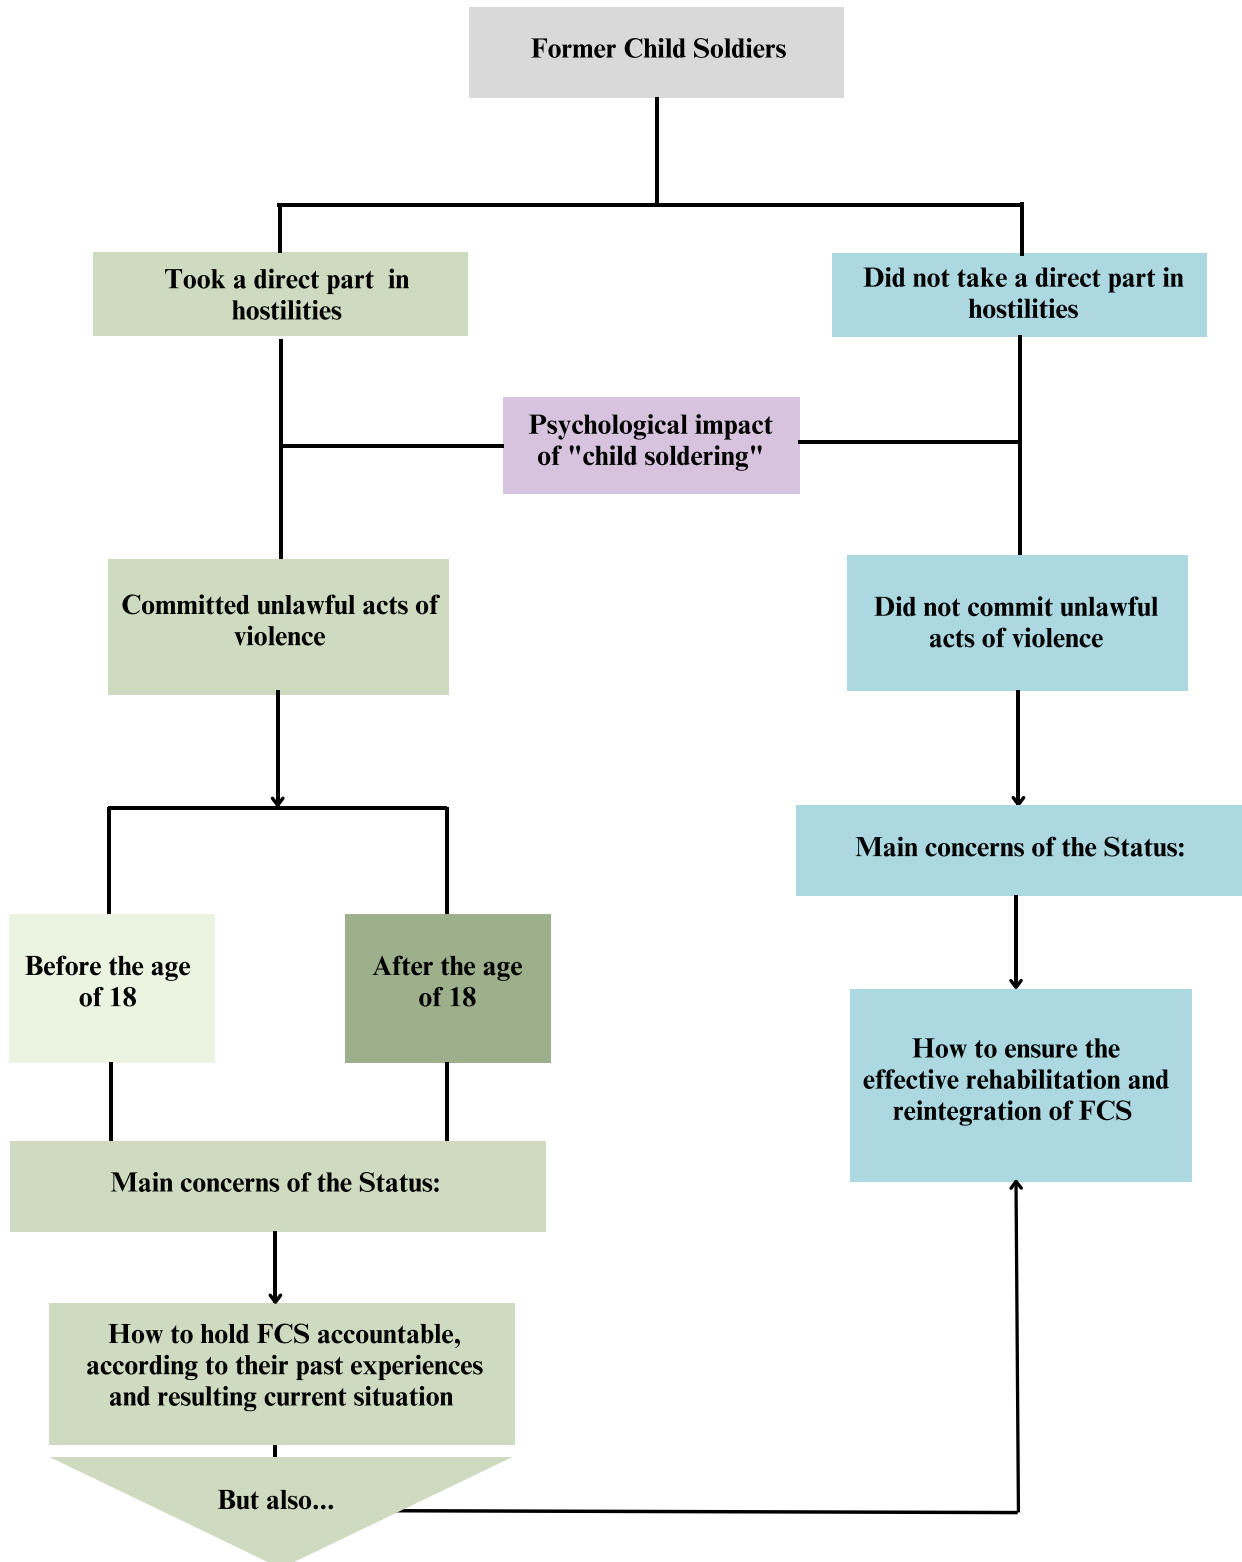 Former Child Soldiers
Took a direct part in
hostilities
Did not take a direct part in
hostilities
Psychological impact
of "child soldering"
Committed unlawful acts of
violence
Did not commit unlawful
acts of violence
Main concerns of the Status:
Before the age
of 18
After the age
of 18
How to ensure the
effective rehabilitation and
reintegration of FCS
Main concerns of the Status:
How to hold FCS accountable,
according to their past experiences
and resulting current situation
But also...